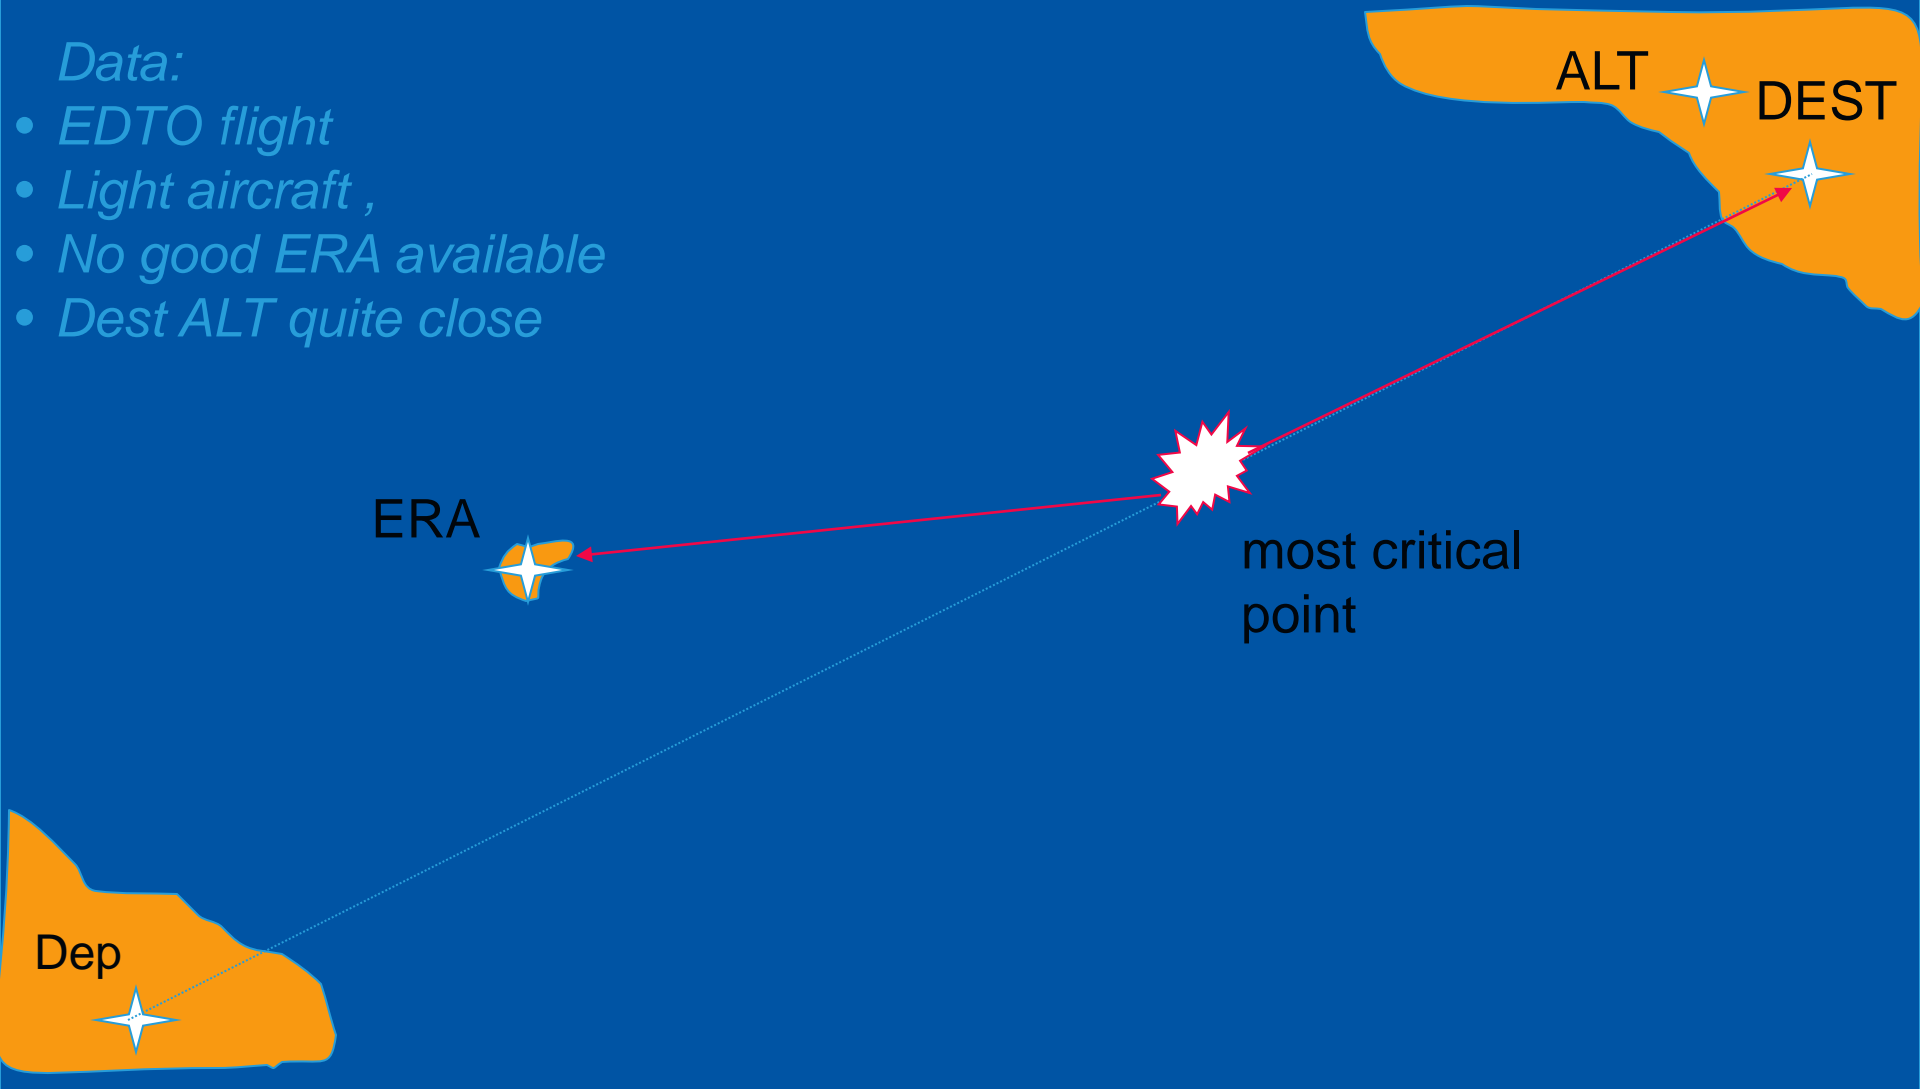 Data:
• EDTO flight
• Light aircraft ,
• No good ERA available
• Dest ALT quite close
ALT
DEST
ERA
most critical
point
Dep